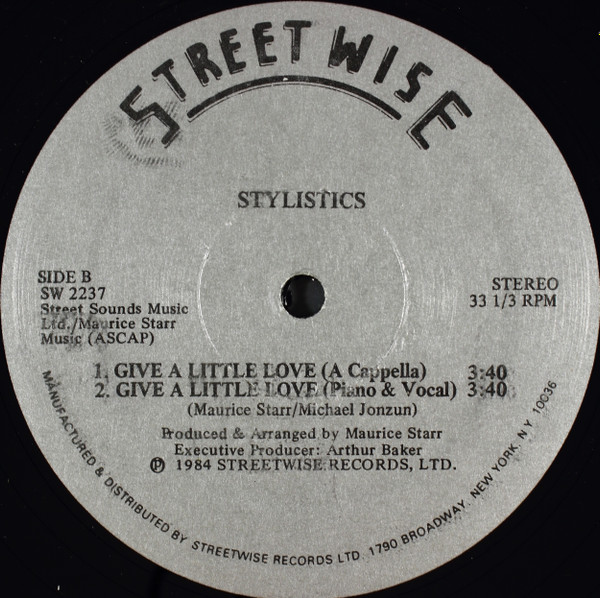 STREETWISE
STYLISTICS
SIDE B
SW 2237
Street Sounds Music
Ltd./Maurice Starr
Music (ASCAP)
STEREO
33 1/3 RPM
1. GIVE A LITTLE LOVE (A Cappella) 3:40
2. GIVE A LITTLE LOVE (Piano & Vocal) 3:40
(Maurice Starr/Michael Jonzun)
Produced & Arranged by Maurice Starr
Executive Producer: Arthur Baker
℗ 1984 STREETWISE RECORDS, LTD.
MANUFACTURED & DISTRIBUTED BY STREETWISE RECORDS LTD. 1790 BROADWAY, NEW YORK, NY 10036